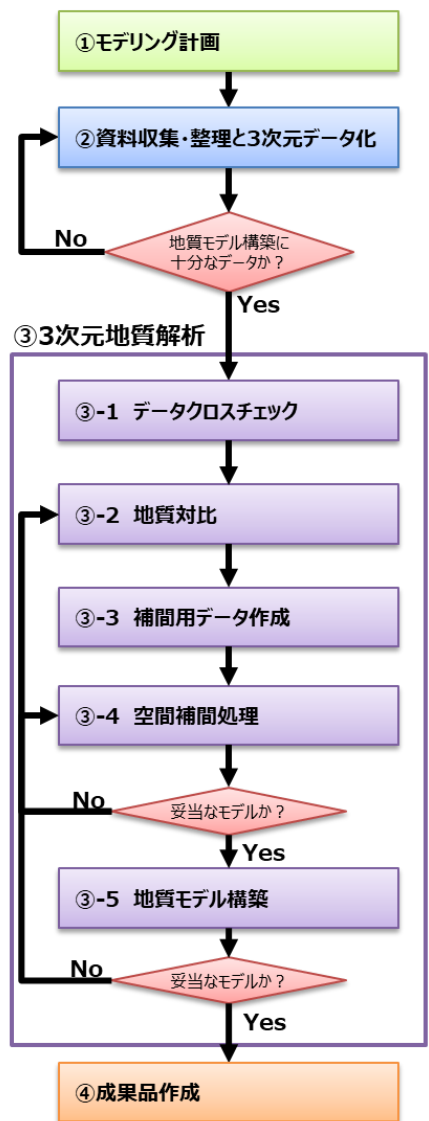 ①モデリング計画
②資料収集・整理と3次元データ化
地質モデル構築に
十分なデータか？
No
Yes
③3次元地質解析
③-1 データクロスチェック
③-2 地質対比
③-3 補間用データ作成
③-4 空間補間処理
妥当なモデルか？
No
Yes
③-5 地質モデル構築
妥当なモデルか？
No
Yes
④成果品作成